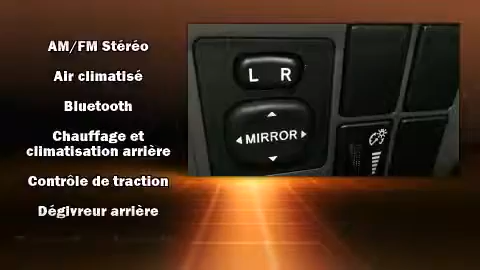 AM/FM Stéréo
Air climatisé
Bluetooth
Chauffage et
climatisation arrière
Contrôle de traction
Dégivreur arrière
L R
MIRROR